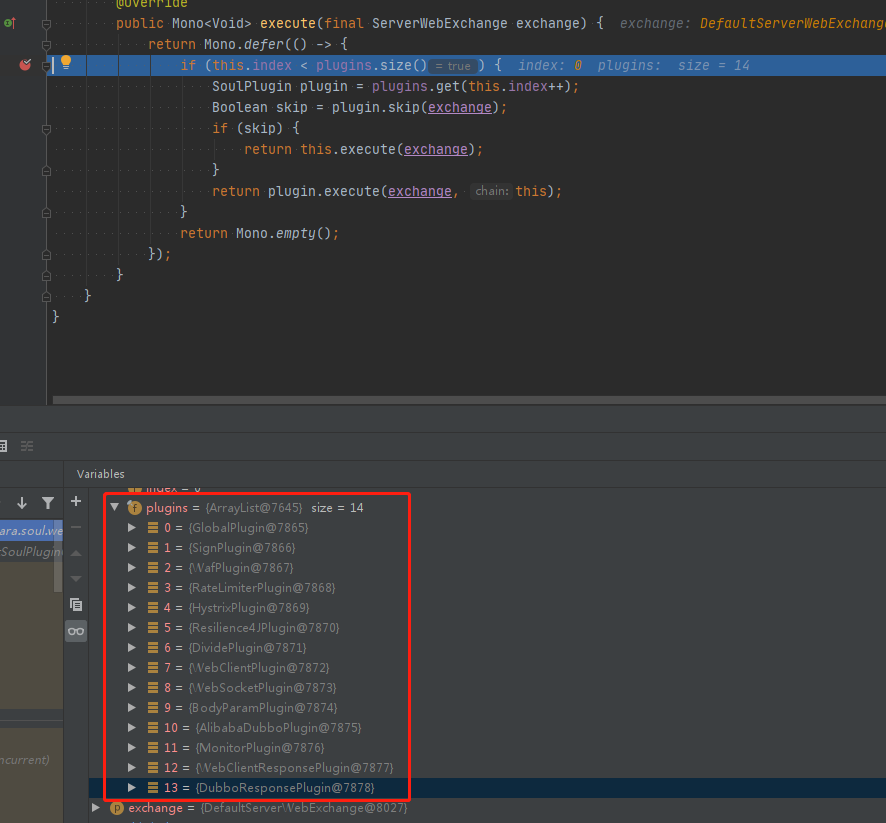 @Override
public Mono<Void> execute(final ServerWebExchange exchange) { exchange: DefaultServerWebExchange
return Mono.defer(() -> {
if (this.index < plugins.size() = true ) { index: 0 plugins: size = 14
SoulPlugin plugin = plugins.get(this.index++);
Boolean skip = plugin.skip(exchange);
if (skip) {
return this.execute(exchange);
}
return plugin.execute(exchange, chain: this);
}
return Mono.empty();
});
}
}
}
Variables
index = 0
plugins = {ArrayList@7645} size = 14
0 = {GlobalPlugin@7865}
ara.soul.we
1 = {SignPlugin@7866}
SoulPlugin
2 = {WafPlugin@7867}
3 = {RateLimiterPlugin@7868}
4 = {HystrixPlugin@7869}
5 = {Resilience4JPlugin@7870}
6 = {DividePlugin@7871}
7 = {WebClientPlugin@7872}
8 = {WebSocketPlugin@7873}
9 = {BodyParamPlugin@7874}
10 = {AlibabaDubboPlugin@7875}
11 = {MonitorPlugin@7876}
ncurrent)
12 = {WebClientResponsePlugin@7877}
13 = {DubboResponsePlugin@7878}
exchange = {DefaultServerWebExchange@8027}